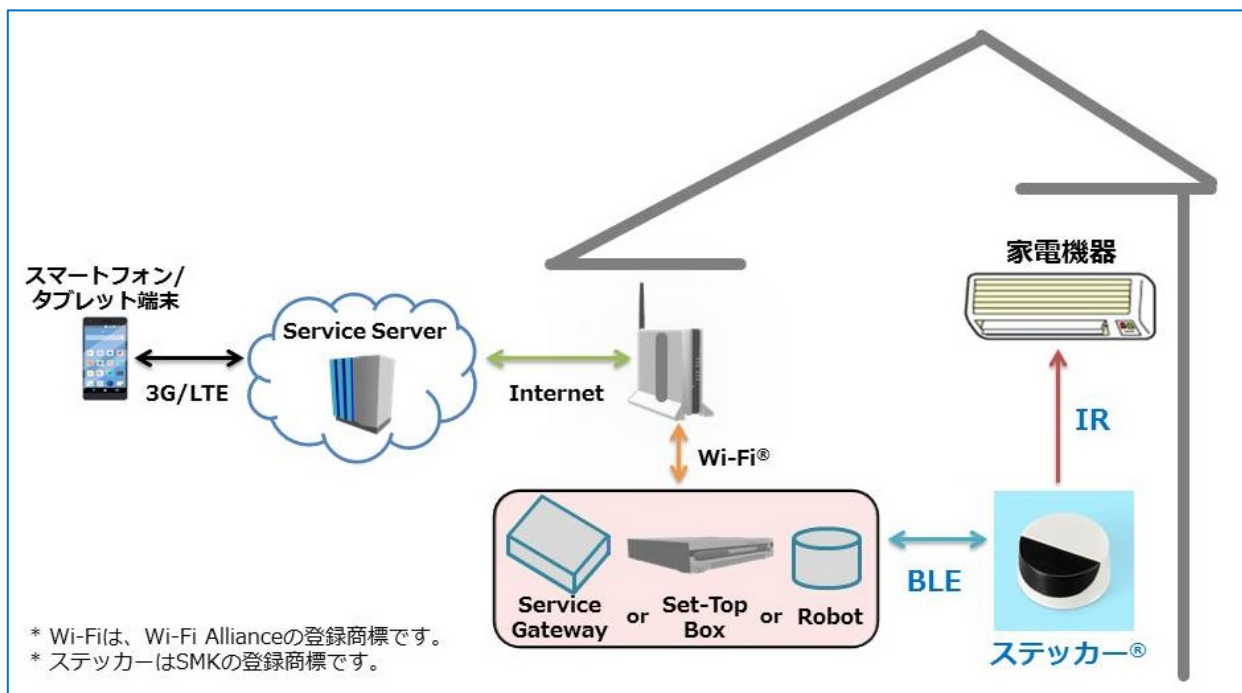 家電機器
スマートフォン/
タブレット端末
Service Server
3G/LTE
Internet
IR
Wi-Fi®
BLE
Service
Gateway
or
Set-Top
Box
or
Robot
ステッカー®
* Wi-Fiは、Wi-Fi Allianceの登録商標です。
* ステッカーはSMKの登録商標です。